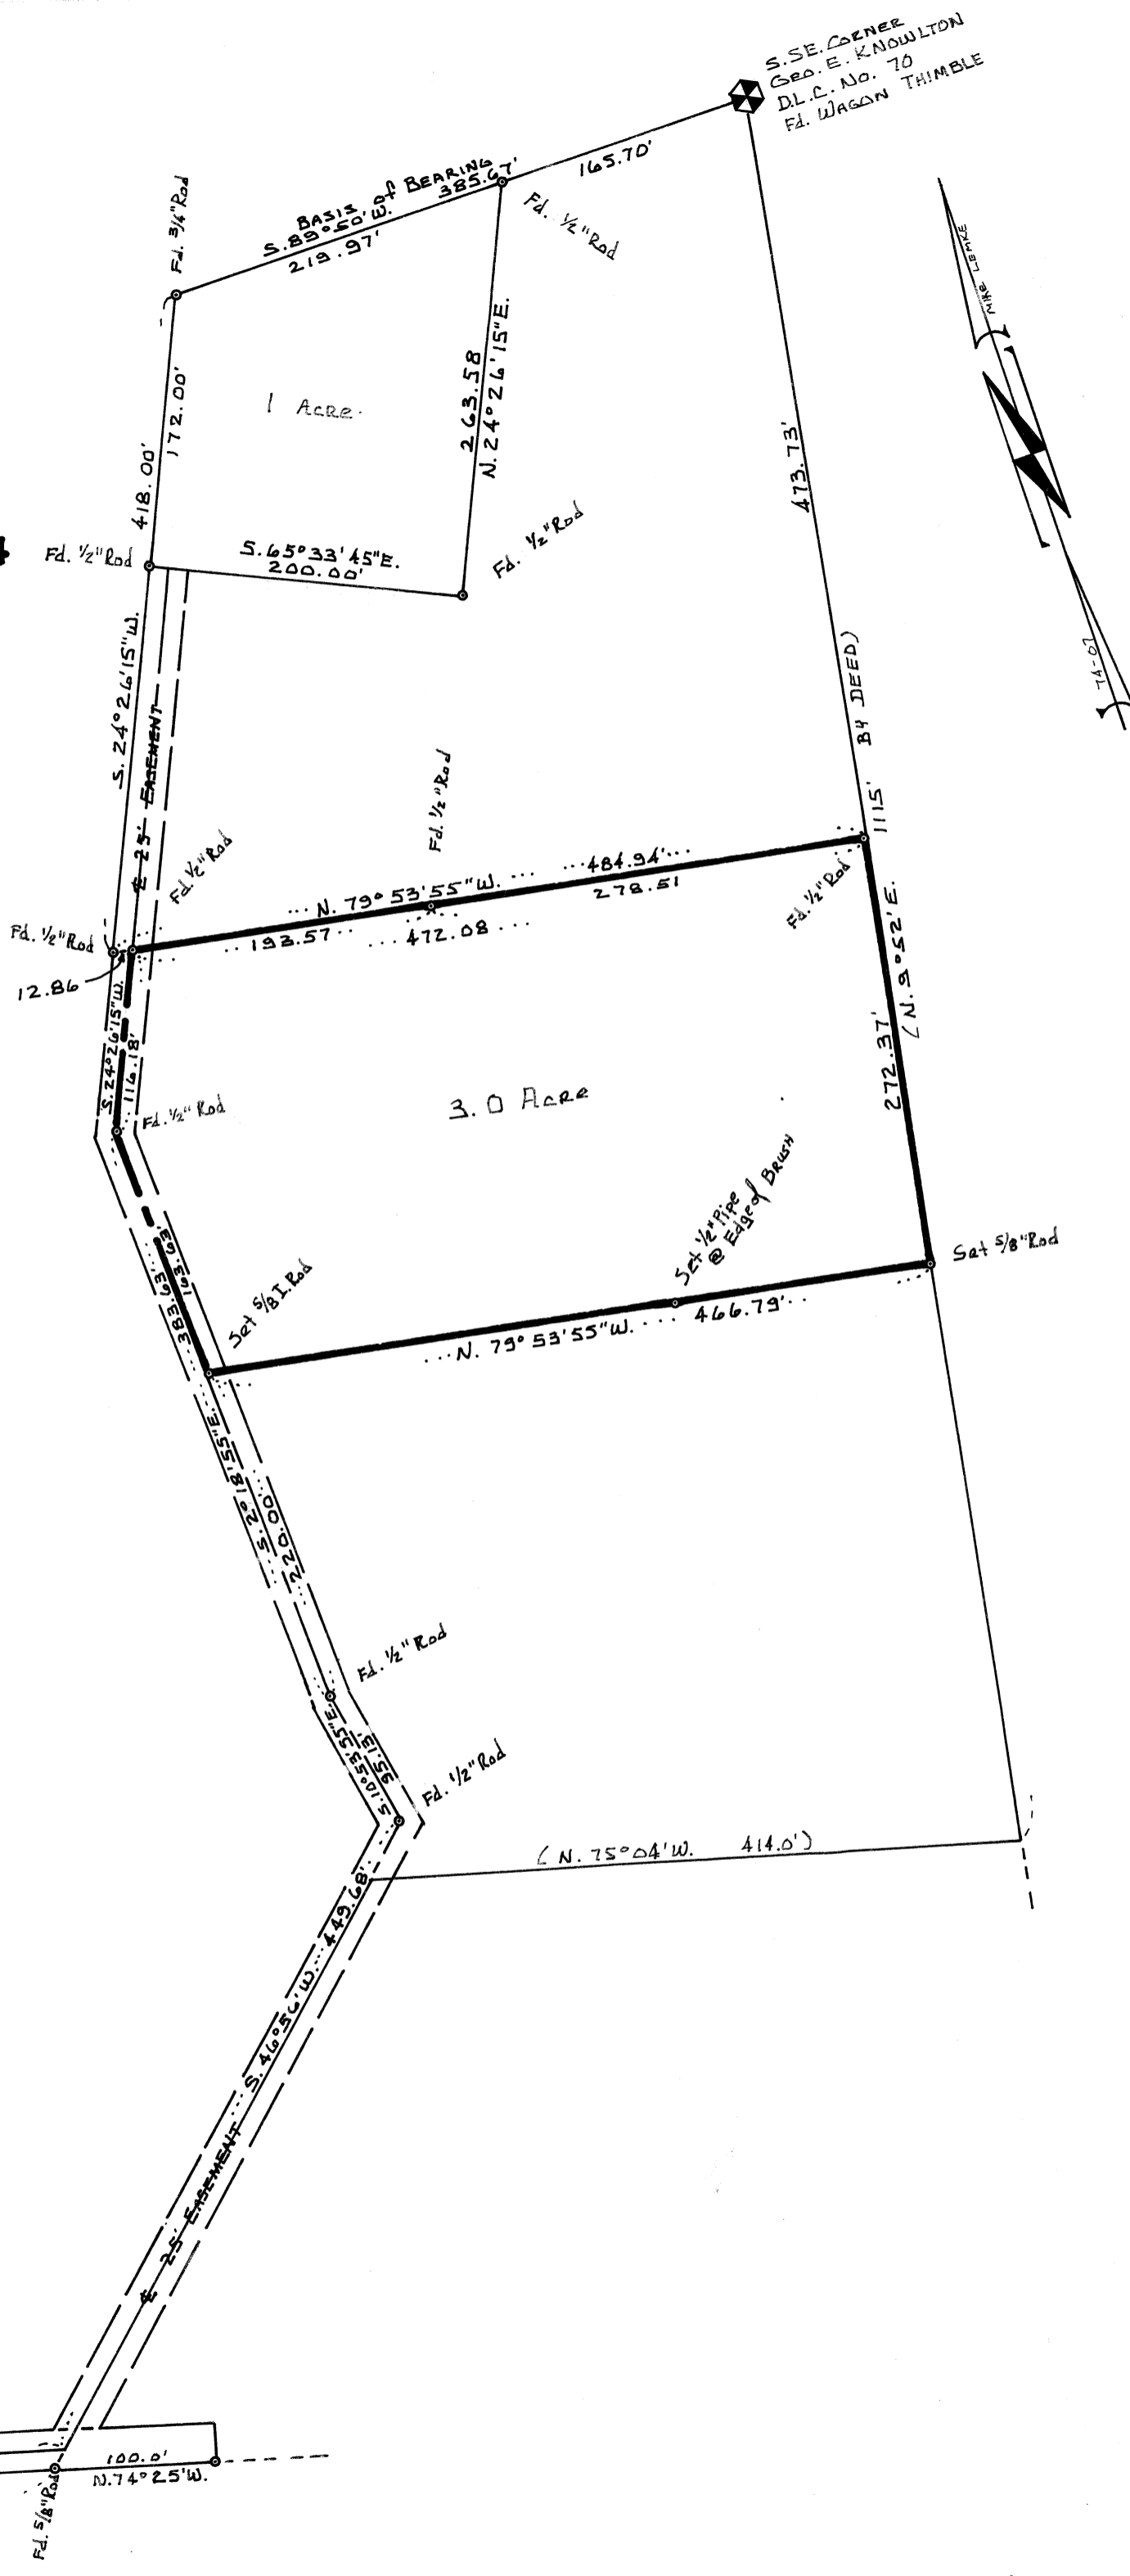 S.SE. CORNER
GEO. E. KNOWLTON
D.L.C. No. 70
Fd. WAGON THIMBLE
165.70'
BASIS of BEARING
385.67'
S.89°50'W.
219.97'
Fd. 3/4" Rod
Fd. 1/2" Rod
MIKE LEMKE
172.00'
418.00'
1 ACRE.
263.58
N.24°26'15"E.
473.73'
Fd. 1/2" Rod
S.65°33'45"E.
200.00'
Fd. 1/2" Rod
S. 24°26'15"W.
℄ 25' EASEMENT
74-07
1115' BY DEED)
(N. 9°52'E.
Fd. 1/2" Rod
Fd. 1/2" Rod
Fd. 1/2" Rod
12.86
N. 79°53'55"W. ... 484.94'
193.57 ... 472.08 ...
278.51
Fd. 1/2" Rod
S.24°26'15"W.
116.18'
Fd. 1/2" Rod
3.0 ACRE
272.37'
Set 1/2" Pipe
@ Edge of BRUSH
Set 5/8" Rod
163.63'
383.63'
Set 5/8 I. Rod
N. 79°53'55"W. .... 466.79'
S.2°18'55"E.
220.00'
Fd. 1/2" Rod
S.10°53'55"E.
95.13'
Fd. 1/2" Rod
(N. 75°04'W. 414.0')
S.46°56'W. ... 449.68'
℄ 25' EASEMENT
100.0'
N.74°25'W.
Fd. 5/8" Rod